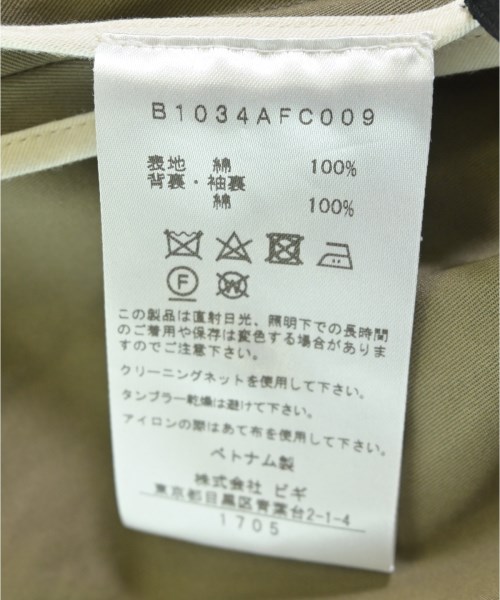 B1034AFC009
表地 綿 100%
背裏・袖裏
綿 100%
F W
この製品は直射日光、照明下での長時間
のご着用や保存は変色する場合がありま
すのでご注意下さい。
クリーニングネットを使用して下さい。
タンブラー乾燥は避けて下さい。
アイロンの際はあて布を使用して下さい。
ベトナム製
株式会社 ビギ
東京都目黒区青葉台2-1-4
1705